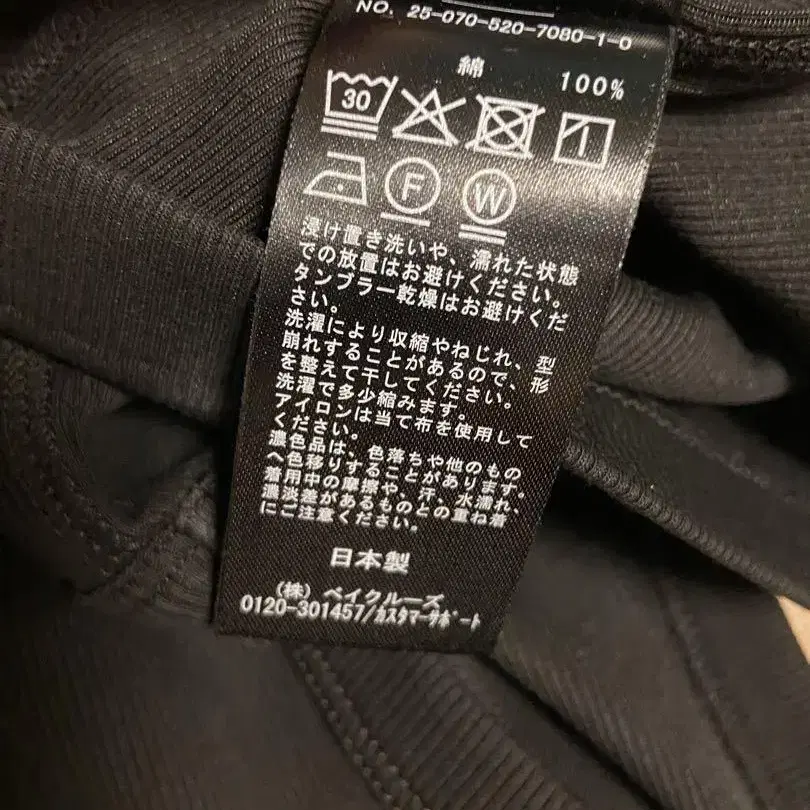 NO. 25-070-520-7080-1-0
綿 100%
30
F W
浸け置き洗いや、濡れた状態
での放置はお避けください。
タンブラー乾燥はお避けくだ
さい。
洗濯により収縮やねじれ、型
崩れすることがあるので、形
を整えて干してください。
洗濯で多少縮みます。
アイロンは当て布を使用して
ください。
濃色品は、色落ちや他のもの
へ色移りすることがあります。
着用中の摩擦や、汗、水濡れ、
濃淡差があるものとの重ね着
にご注意ください。
日本製
(株) ベイクルーズ
0120-301457/カスタマーサポート